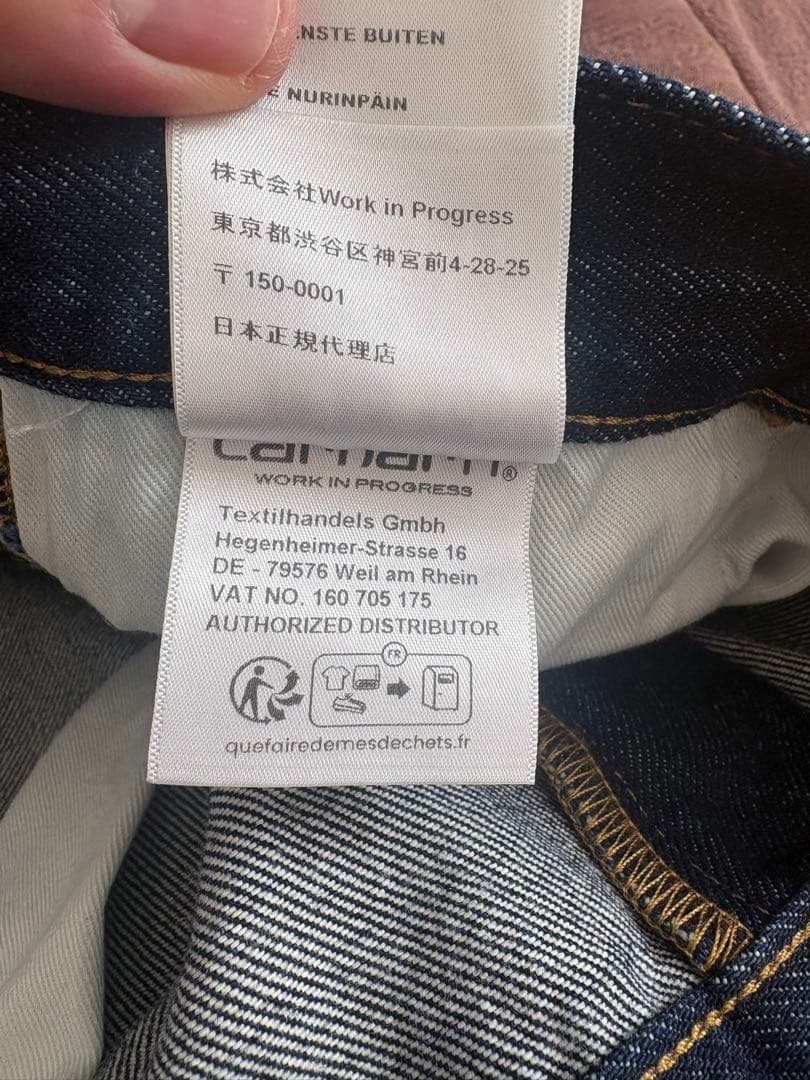 BUITEN
NURINPÄIN
株式会社Work in Progress
東京都渋谷区神宮前4-28-25
〒 150-0001
日本正規代理店
carhartt®
WORK IN PROGRESS
Textilhandels Gmbh
Hegenheimer-Strasse 16
DE - 79576 Weil am Rhein
VAT NO. 160 705 175
AUTHORIZED DISTRIBUTOR
FR
quefairedemesdechets.fr